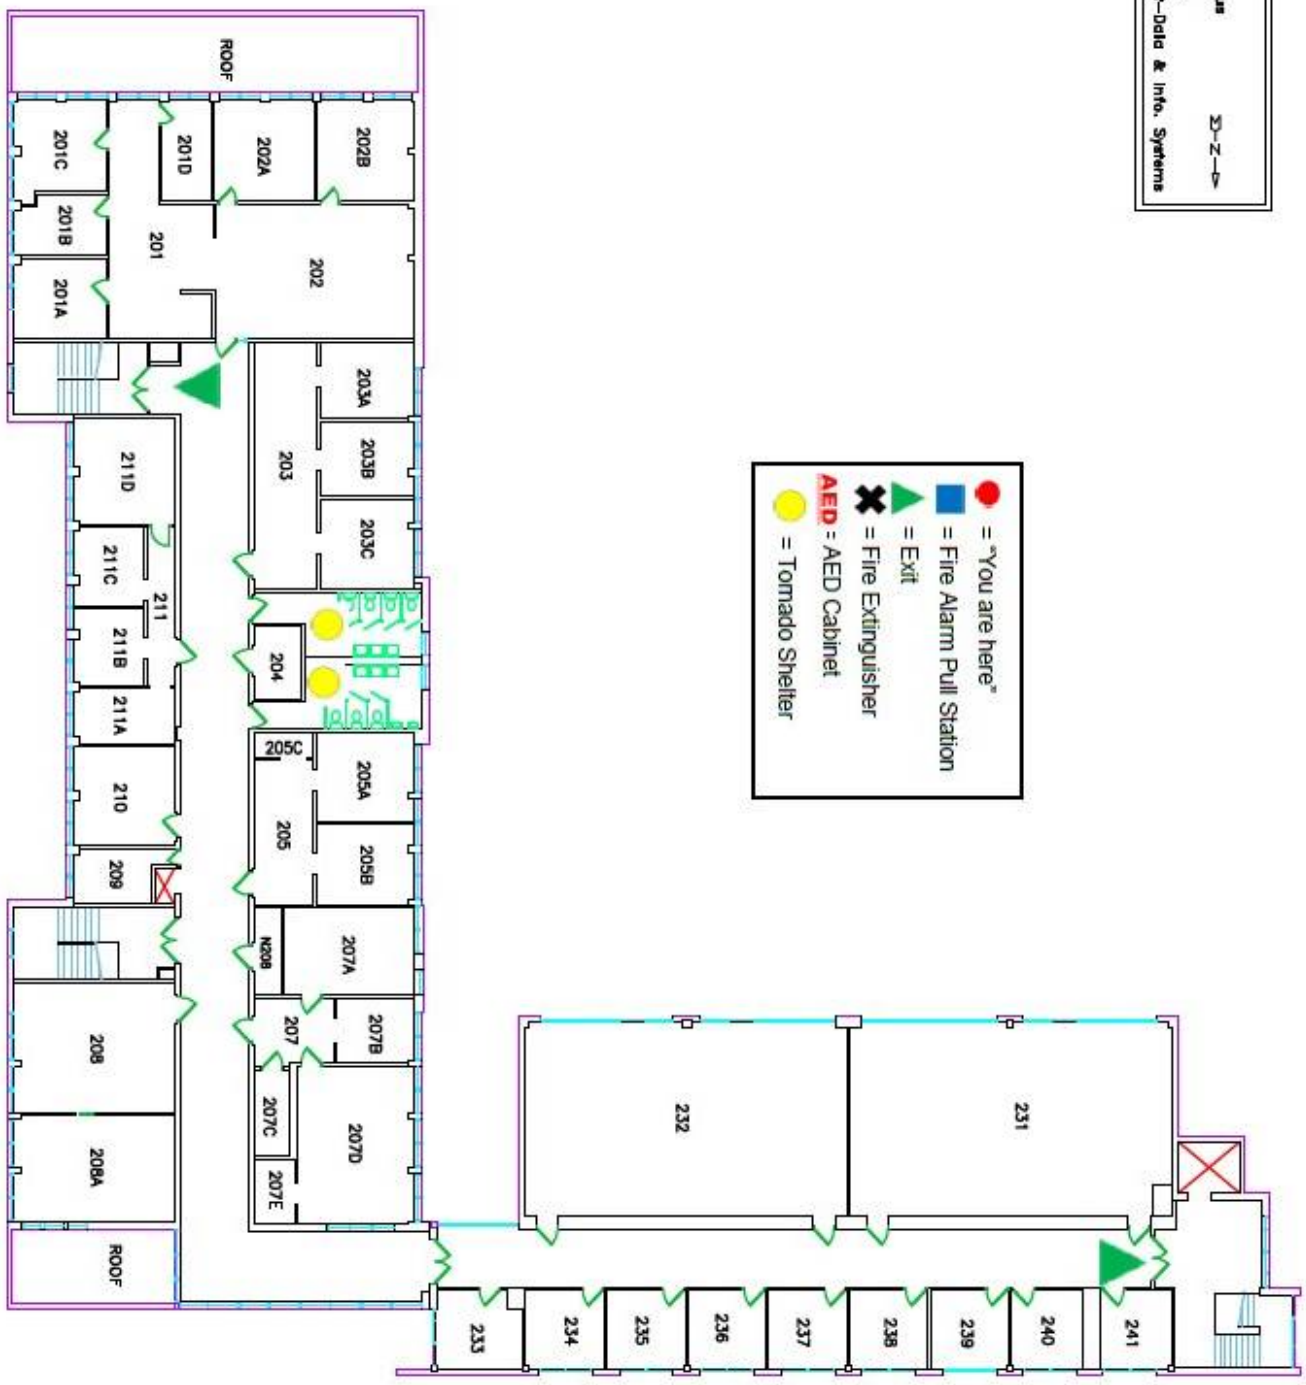 us
-Data & Info. Systems
N
ROOF
201C
201D
202A
202B
201B
201
202
201A
203A
203B
203
203C
211D
211C
211
211B
211A
204
205C
205A
205
205B
210
209
N208
207A
207
207B
207C
207D
207E
208
208A
ROOF
= "You are here"
= Fire Alarm Pull Station
= Exit
= Fire Extinguisher
AED = AED Cabinet
= Tornado Shelter
232
231
233
234
235
236
237
238
239
240
241